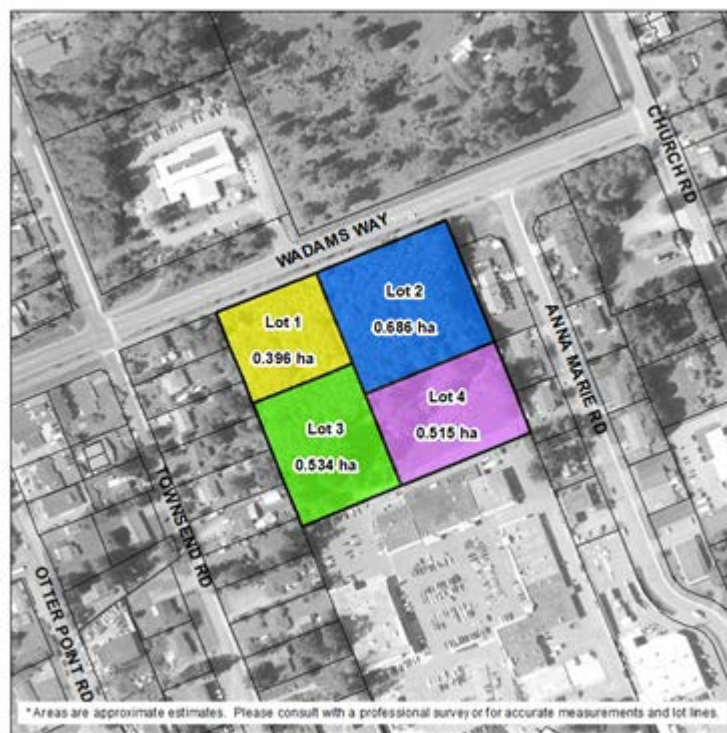 CHURCH RD
WADAMS WAY
Lot 1
0.396 ha
Lot 2
0.686 ha
ANNA MARIE RD
Lot 3
0.534 ha
Lot 4
0.515 ha
TOWNSEND RD
OTTER POINT RD
*Areas are approximate estimates. Please consult with a professional surveyor for accurate measurements and lot lines.